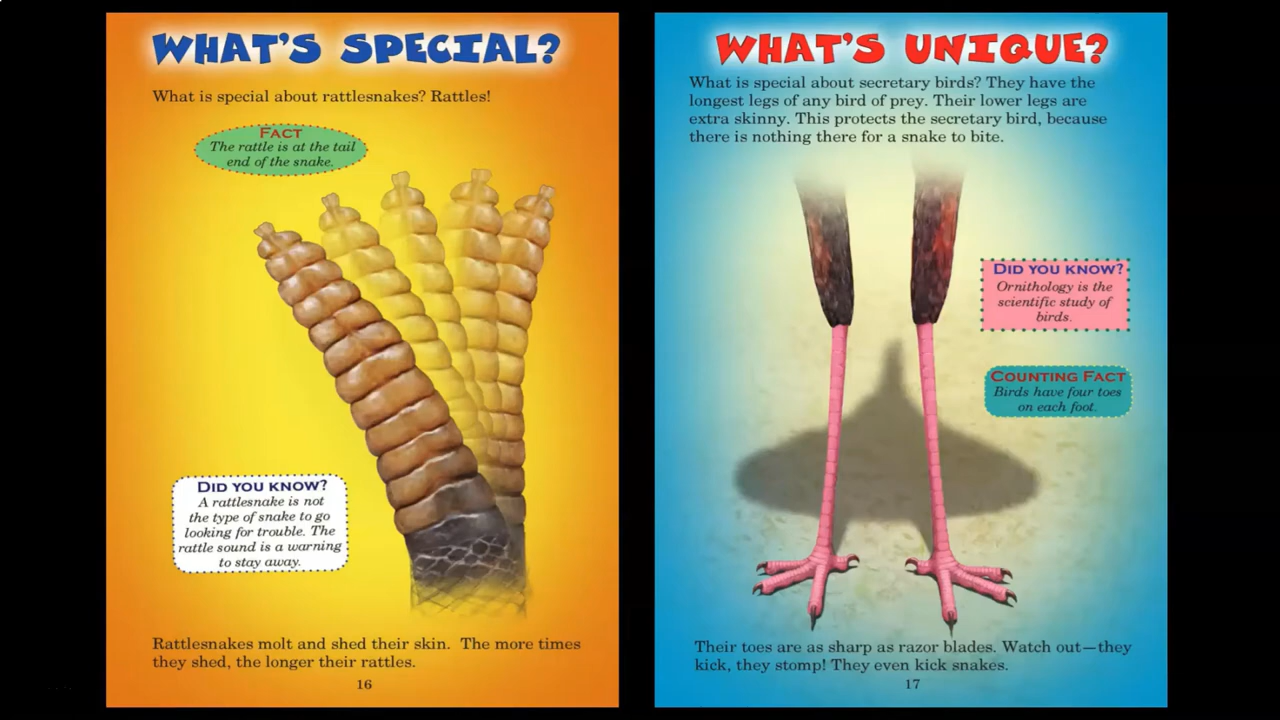 WHAT'S SPECIAL?
What is special about rattlesnakes? Rattles!
FACT
The rattle is at the tail
end of the snake.
DID YOU KNOW?
A rattlesnake is not
the type of snake to go
looking for trouble. The
rattle sound is a warning
to stay away.
Rattlesnakes molt and shed their skin. The more times
they shed, the longer their rattles.
16
WHAT'S UNIQUE?
What is special about secretary birds? They have the
longest legs of any bird of prey. Their lower legs are
extra skinny. This protects the secretary bird, because
there is nothing there for a snake to bite.
DID YOU KNOW?
Ornithology is the
scientific study of
birds.
COUNTING FACT
Birds have four toes
on each foot.
Their toes are as sharp as razor blades. Watch out—they
kick, they stomp! They even kick snakes.
17